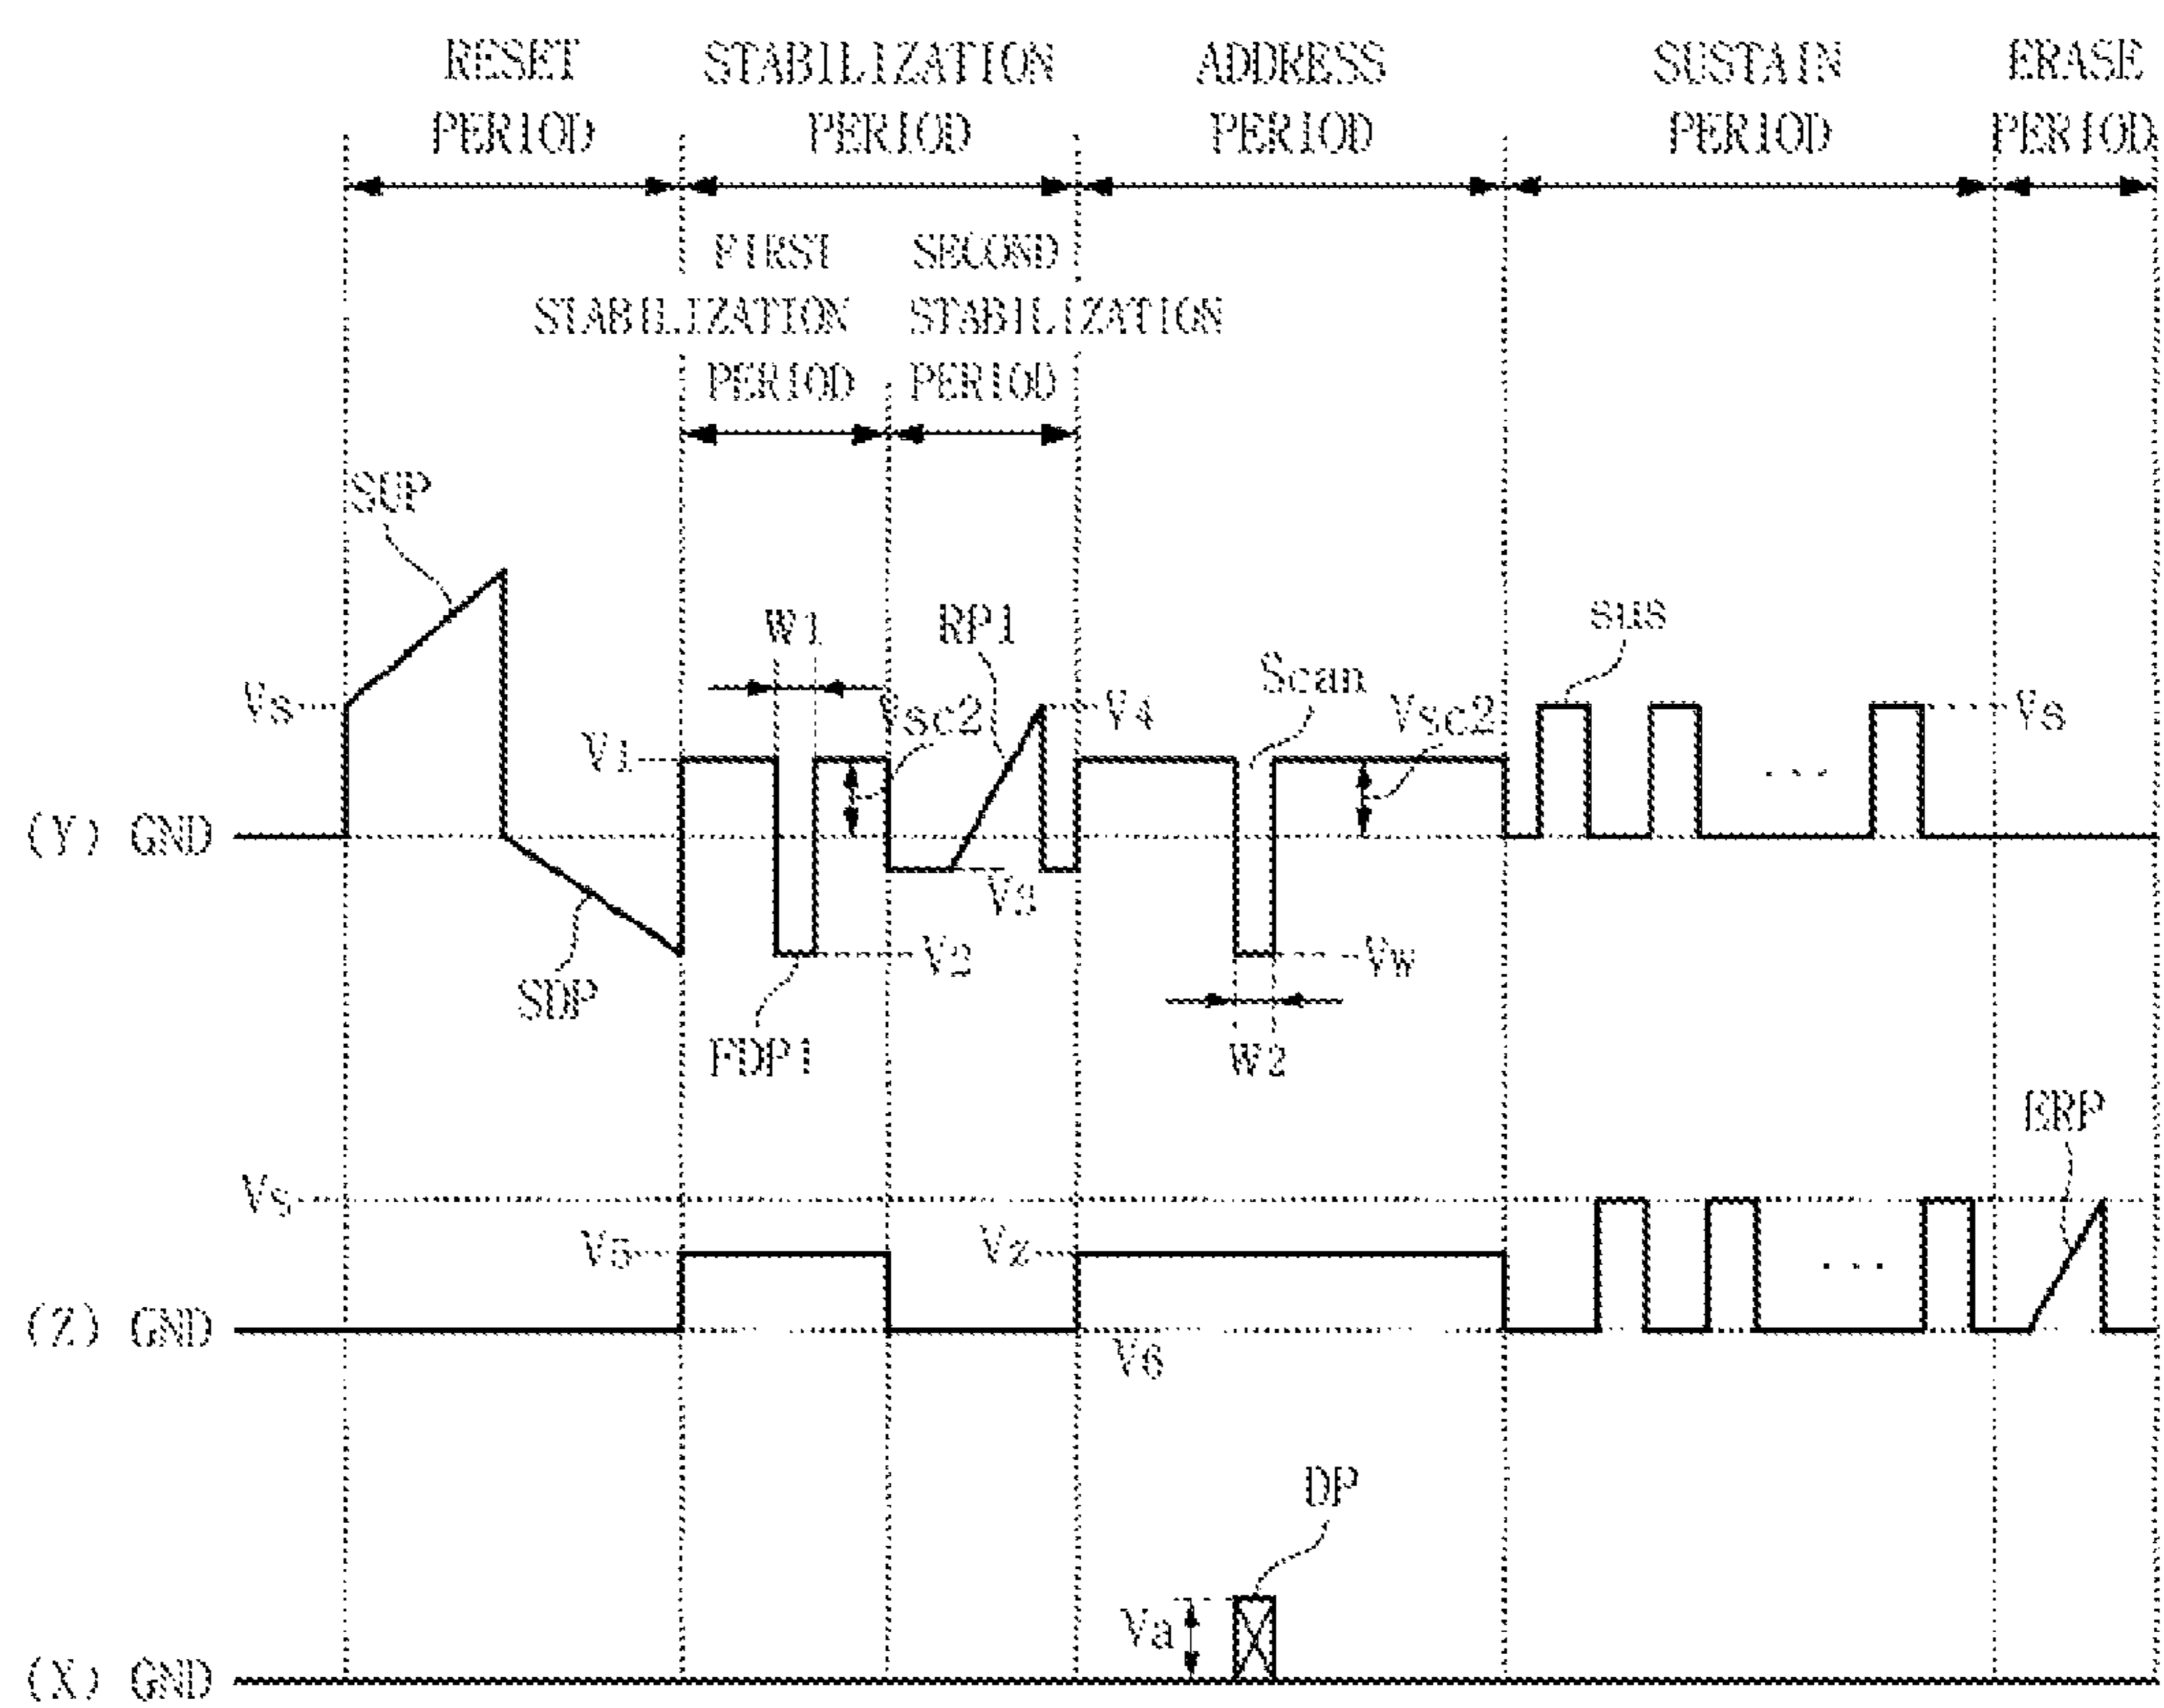 RESET
PERIOD
STABILIZATION
PERIOD
ADDRESS
PERIOD
SUSTAIN
PERIOD
ERASE
PERIOD
FIRST
STABILIZATION
PERIOD
SECOND
STABILIZATION
PERIOD
SUP
W1
RP1
Scan
sus
Vs
V1
Vsc2
V4
Vsc2
Vs
(Y) GND
V3
V2
Vw
SDP
FDP1
W2
ERP
Vs
V5
Vz
...
...
(Z) GND
V6
DP
Va
(X) GND